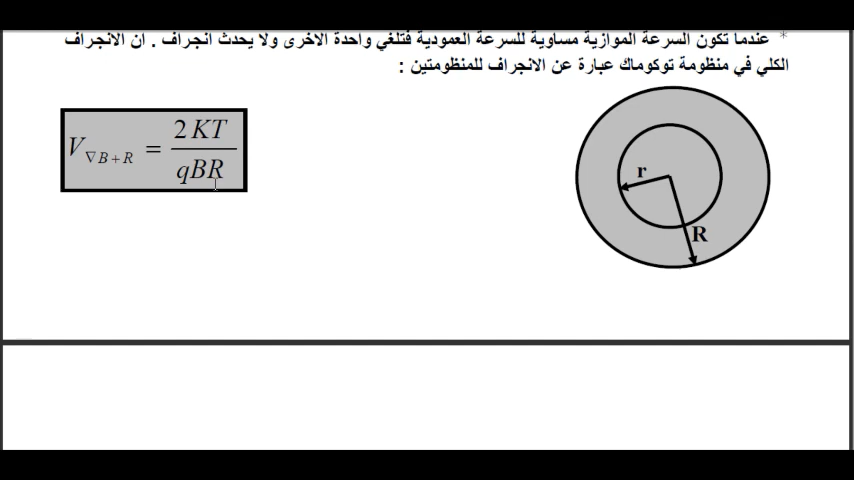 * عندما تكون السرعة الموازية مساوية للسرعة العمودية فتلغي واحدة الاخرى ولا يحدث انجراف . ان الانجراف
الكلي في منظومة توكوماك عبارة عن الانجراف للمنظومتين :
V∇B+R = 2KT / qBR
r
R